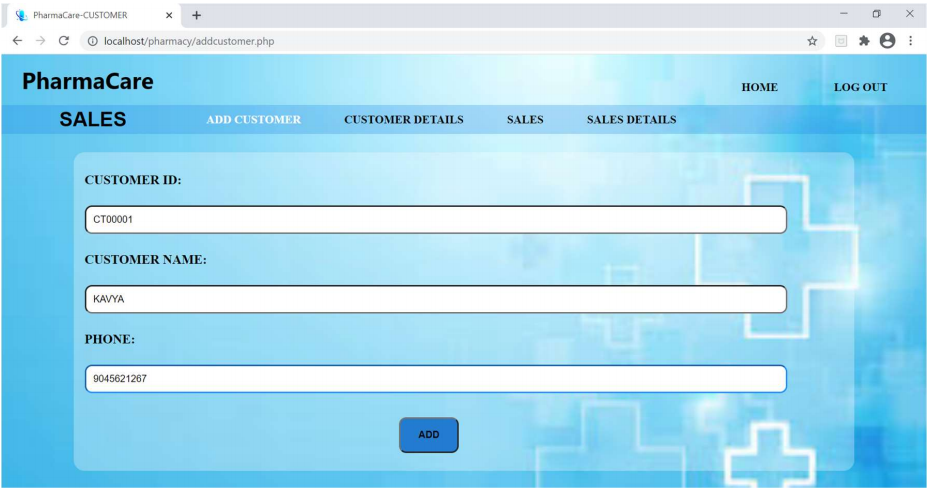 PharmaCare-CUSTOMER
localhost/pharmacy/addcustomer.php
PharmaCare
HOME LOG OUT
SALES ADD CUSTOMER CUSTOMER DETAILS SALES SALES DETAILS
CUSTOMER ID:
CT00001
CUSTOMER NAME:
KAVYA
PHONE:
9045621267
ADD